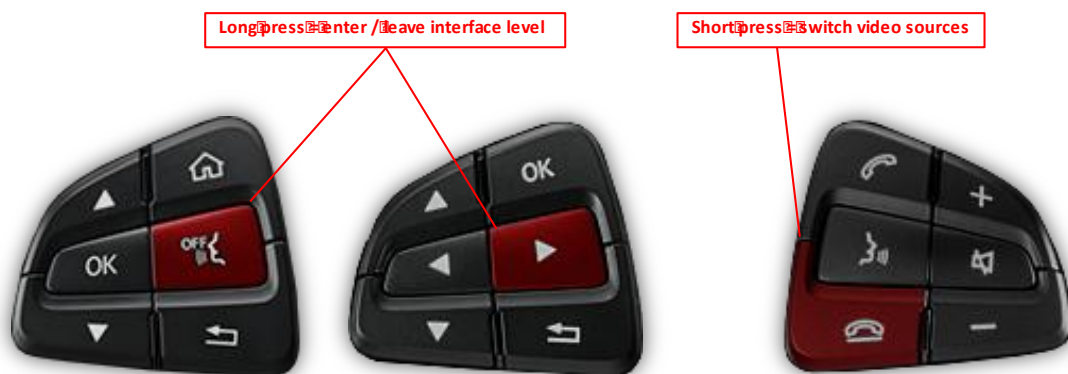 Long press = enter / leave interface level
Short press = switch video sources
OK
OFF
OK